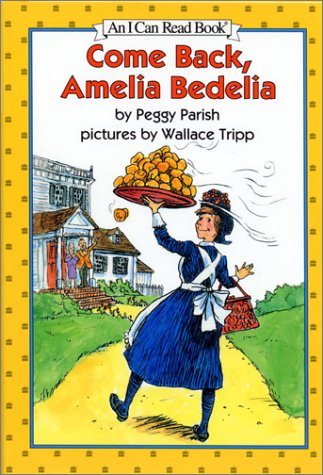 An I Can Read Book®
Come Back,
Amelia Bedelia
by Peggy Parish
pictures by Wallace Tripp